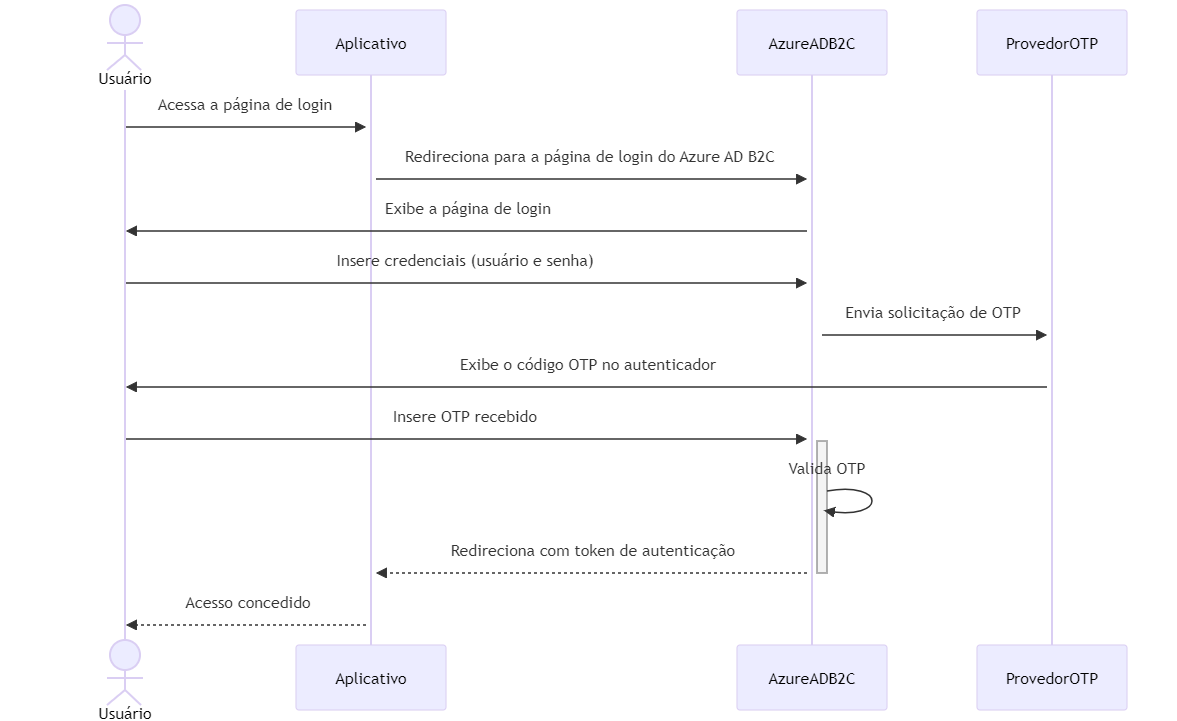 Usuário
Aplicativo
AzureADB2C
ProvedorOTP
Acessa a página de login
Redireciona para a página de login do Azure AD B2C
Exibe a página de login
Insere credenciais (usuário e senha)
Envia solicitação de OTP
Exibe o código OTP no autenticador
Insere OTP recebido
Valida OTP
Redireciona com token de autenticação
Acesso concedido
Usuário
Aplicativo
AzureADB2C
ProvedorOTP